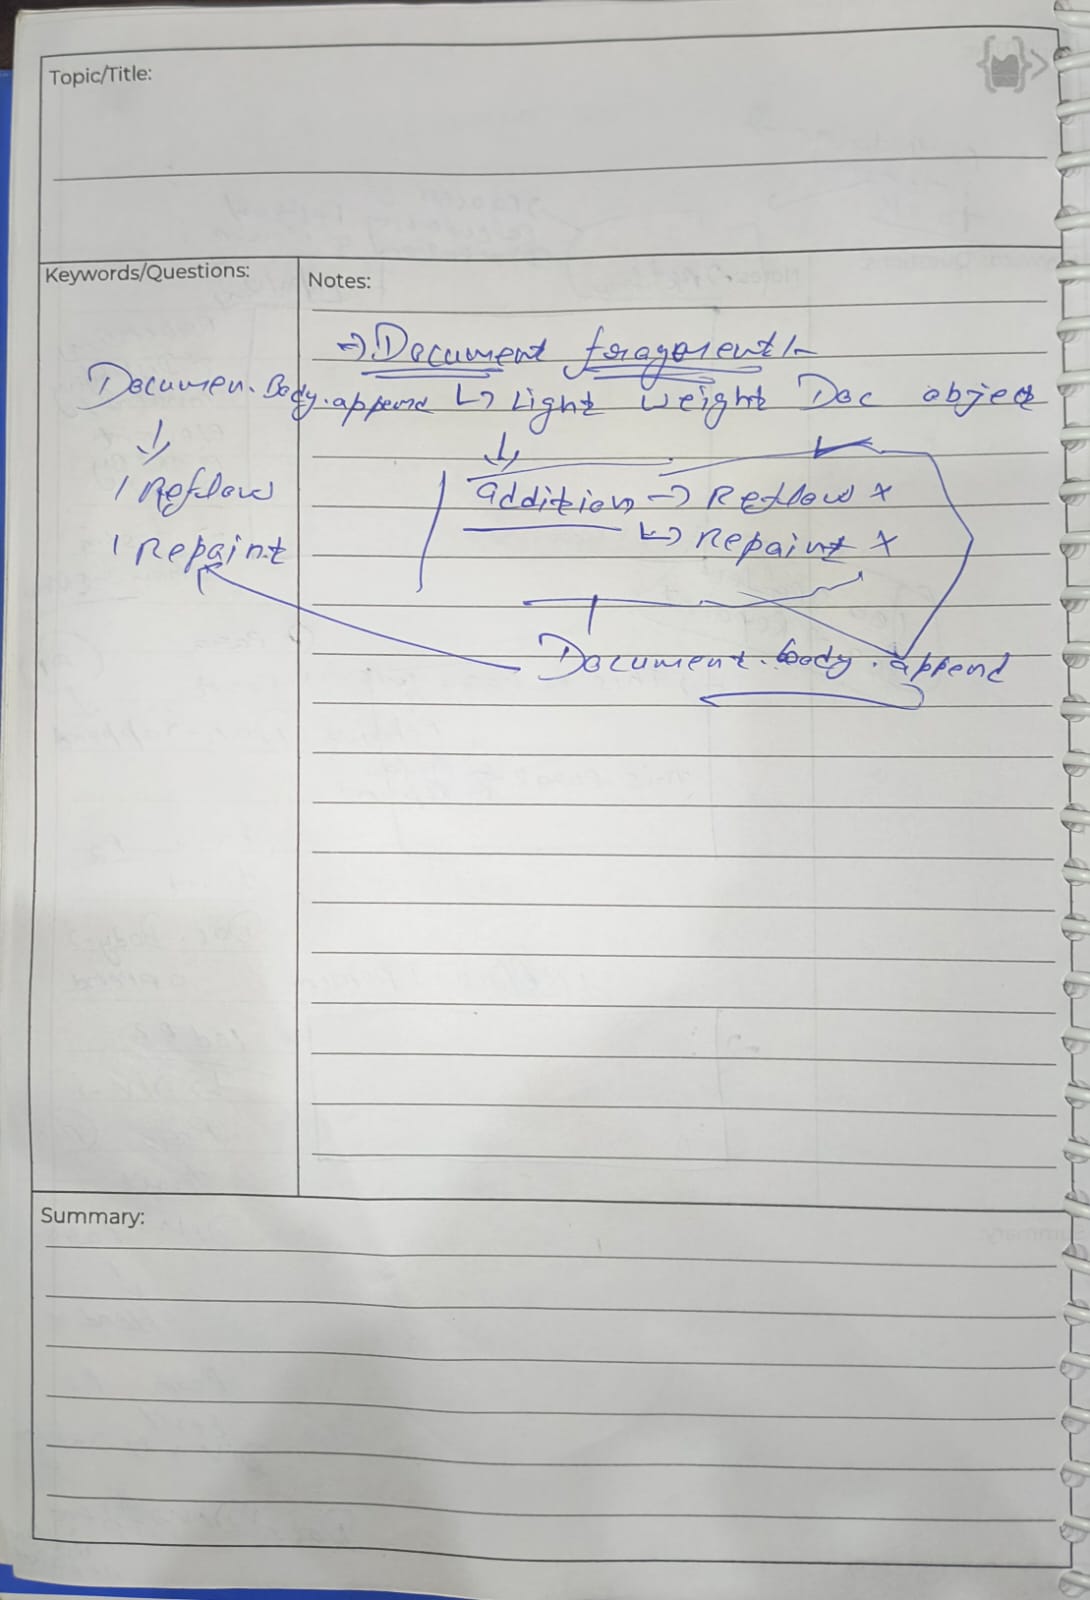 Topic/Title:
Keywords/Questions:
Notes:
→ Document fragment :-
Documen.Body.append ↳ Light weight Doc object
1 Reflow
1 Repaint
addition → Reflow ×
↳ Repaint ×
Document.body.append
Summary: